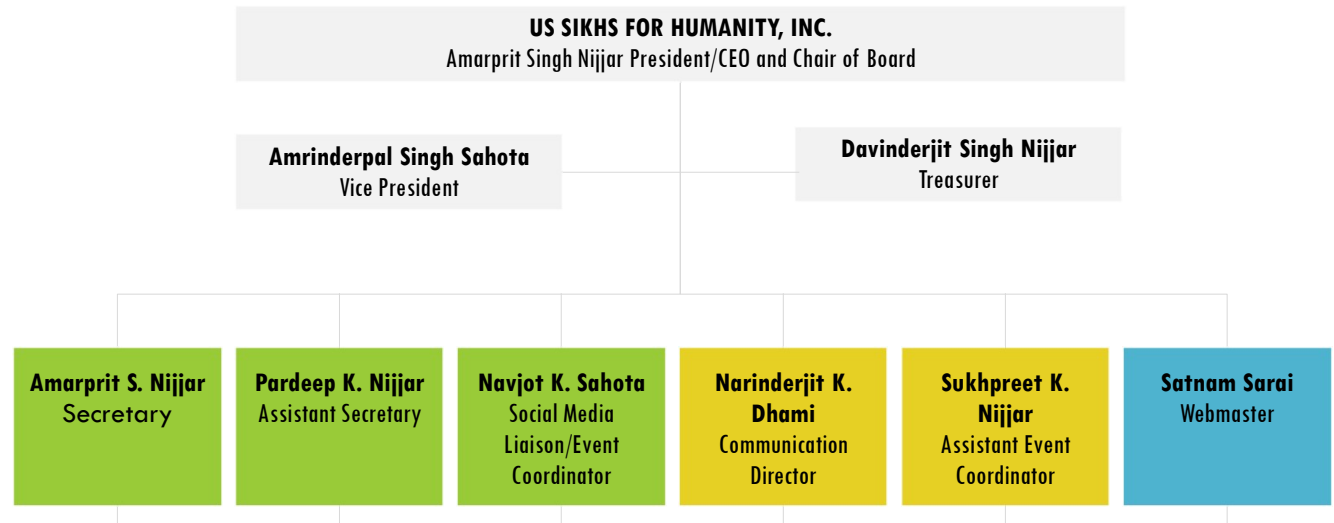 US SIKHS FOR HUMANITY, INC.
Amarprit Singh Nijjar President/CEO and Chair of Board
Amrinderpal Singh Sahota
Vice President
Davinderjit Singh Nijjar
Treasurer
Amarprit S. Nijjar
Secretary
Pardeep K. Nijjar
Assistant Secretary
Navjot K. Sahota
Social Media
Liaison/Event
Coordinator
Narinderjit K.
Dhami
Communication
Director
Sukhpreet K.
Nijjar
Assistant Event
Coordinator
Satnam Sarai
Webmaster